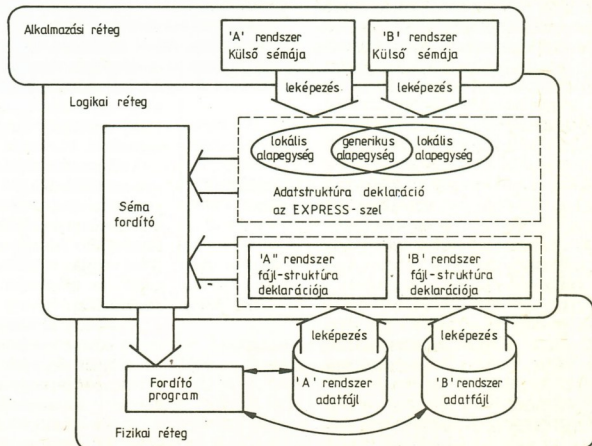 Alkalmazási réteg
'A' rendszer
Külső sémája
'B' rendszer
Külső sémája
leképezés
leképezés
Logikai réteg
lokális
alapegység
generikus
alapegység
lokális
alapegység
Adatstruktúra deklaráció
az EXPRESS-szel
Séma
fordító
'A" rendszer
fájl-struktúra
deklarációja
'B' rendszer
fájl-struktúra
deklarációja
leképezés
leképezés
Fordító
program
'A' rendszer
adatfájl
'B' rendszer
adatfájl
Fizikai réteg